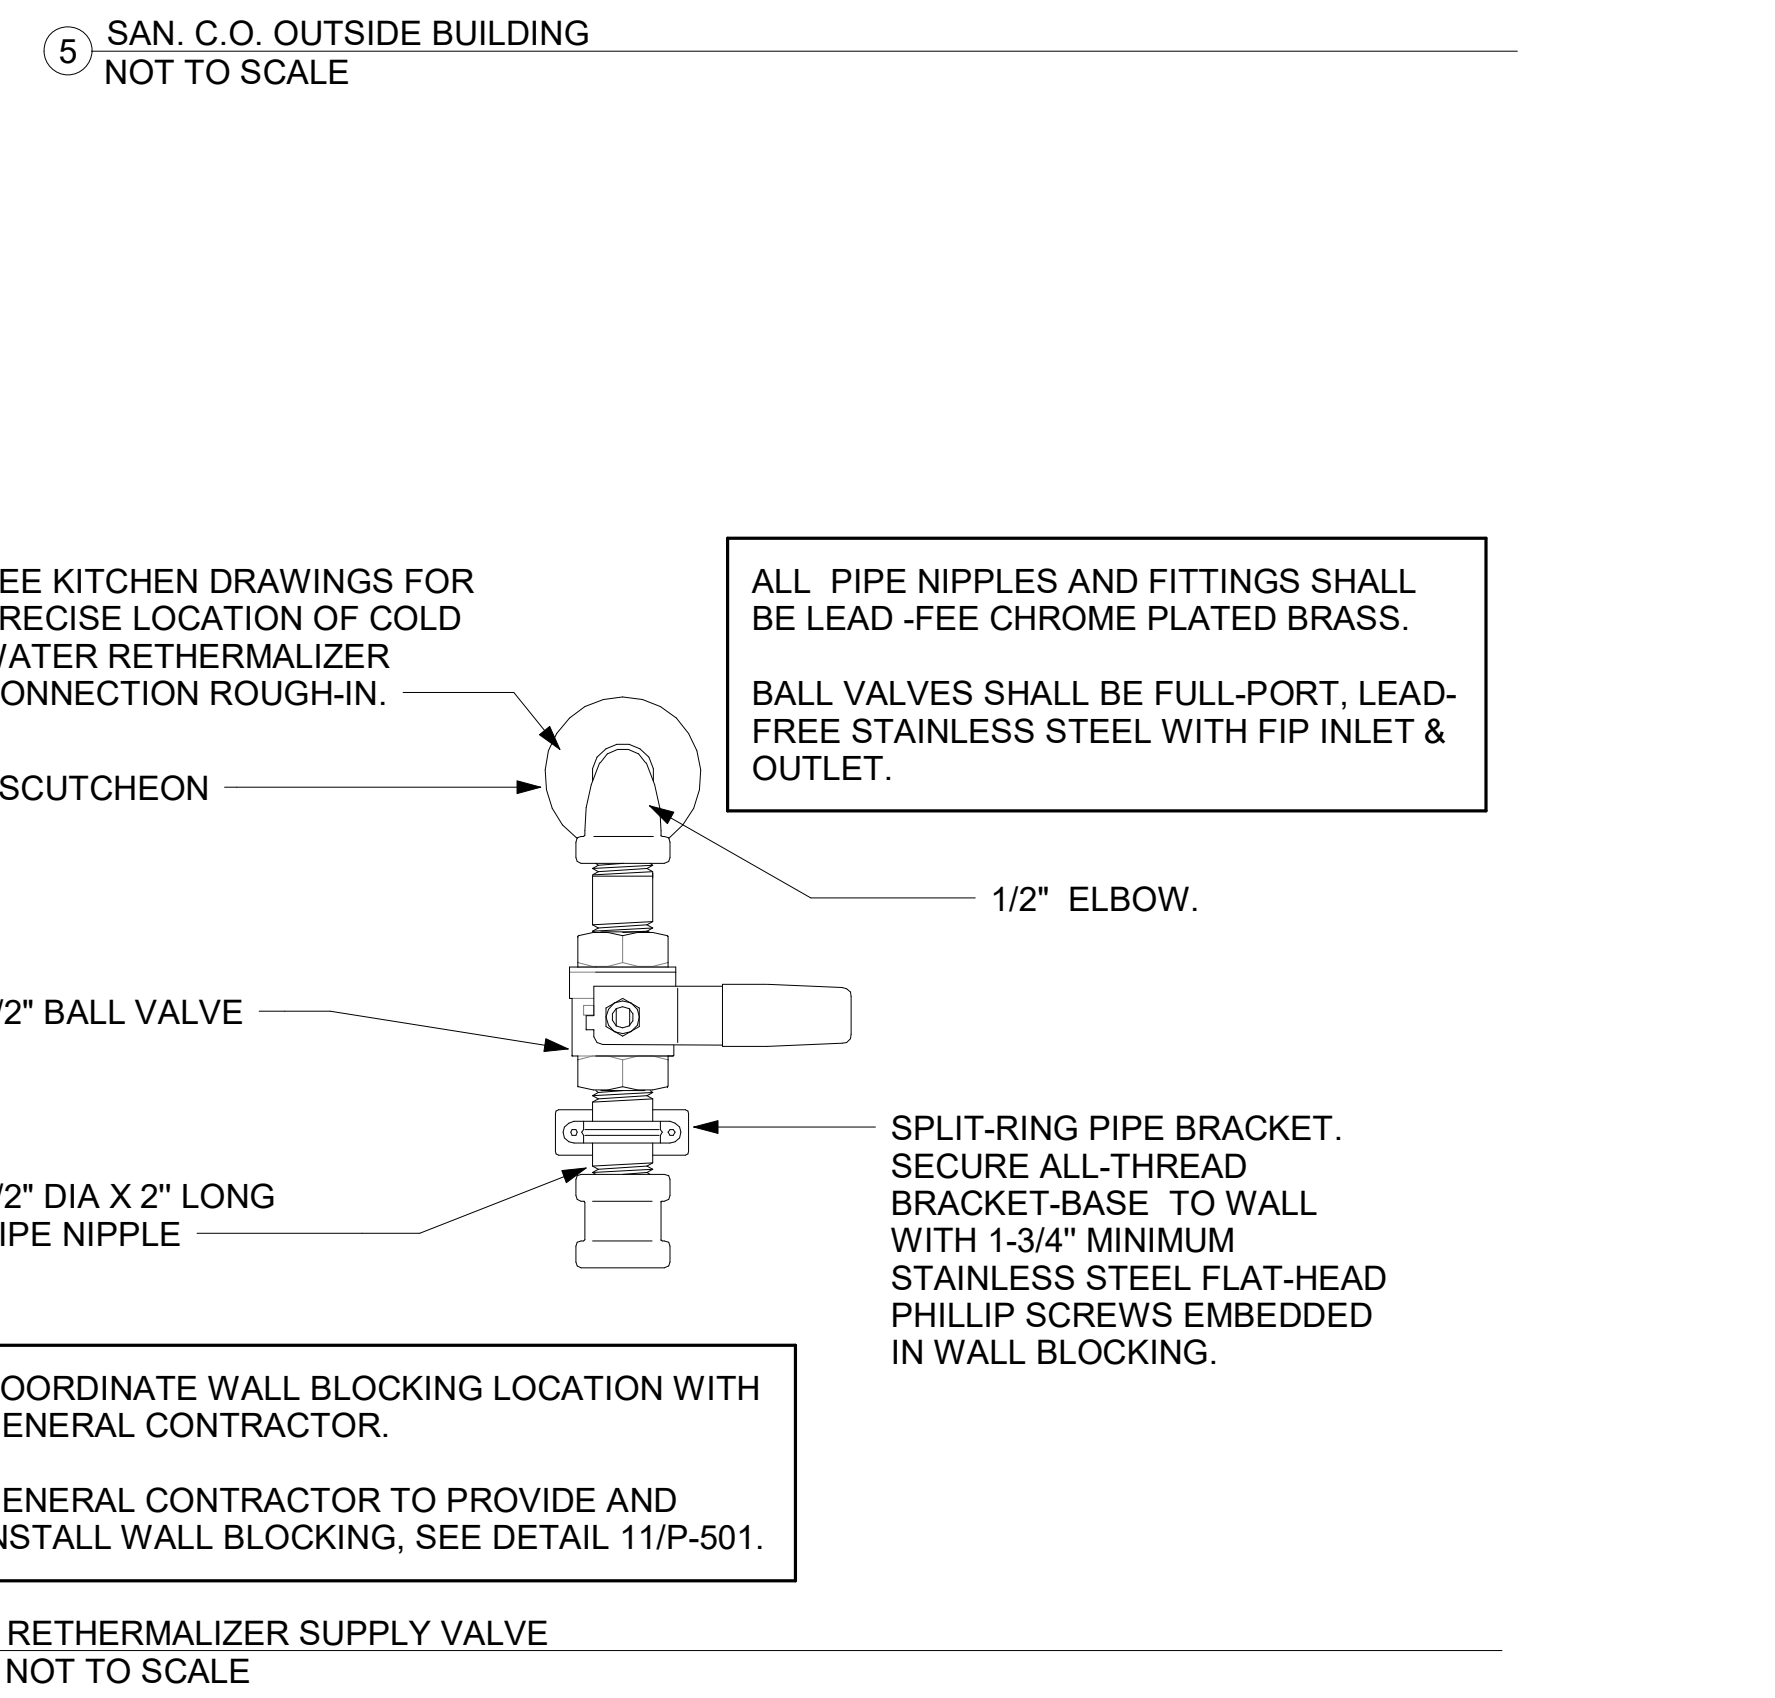 5
SAN. C.O. OUTSIDE BUILDING
NOT TO SCALE
EE KITCHEN DRAWINGS FOR
RECISE LOCATION OF COLD
ATER RETHERMALIZER
ONNECTION ROUGH-IN.
SCUTCHEON
/2" BALL VALVE
/2" DIA X 2" LONG
IPE NIPPLE
ALL PIPE NIPPLES AND FITTINGS SHALL
BE LEAD -FEE CHROME PLATED BRASS.
BALL VALVES SHALL BE FULL-PORT, LEAD-
FREE STAINLESS STEEL WITH FIP INLET &
OUTLET.
1/2" ELBOW.
SPLIT-RING PIPE BRACKET.
SECURE ALL-THREAD
BRACKET-BASE TO WALL
WITH 1-3/4" MINIMUM
STAINLESS STEEL FLAT-HEAD
PHILLIP SCREWS EMBEDDED
IN WALL BLOCKING.
OORDINATE WALL BLOCKING LOCATION WITH
ENERAL CONTRACTOR.
ENERAL CONTRACTOR TO PROVIDE AND
NSTALL WALL BLOCKING, SEE DETAIL 11/P-501.
RETHERMALIZER SUPPLY VALVE
NOT TO SCALE